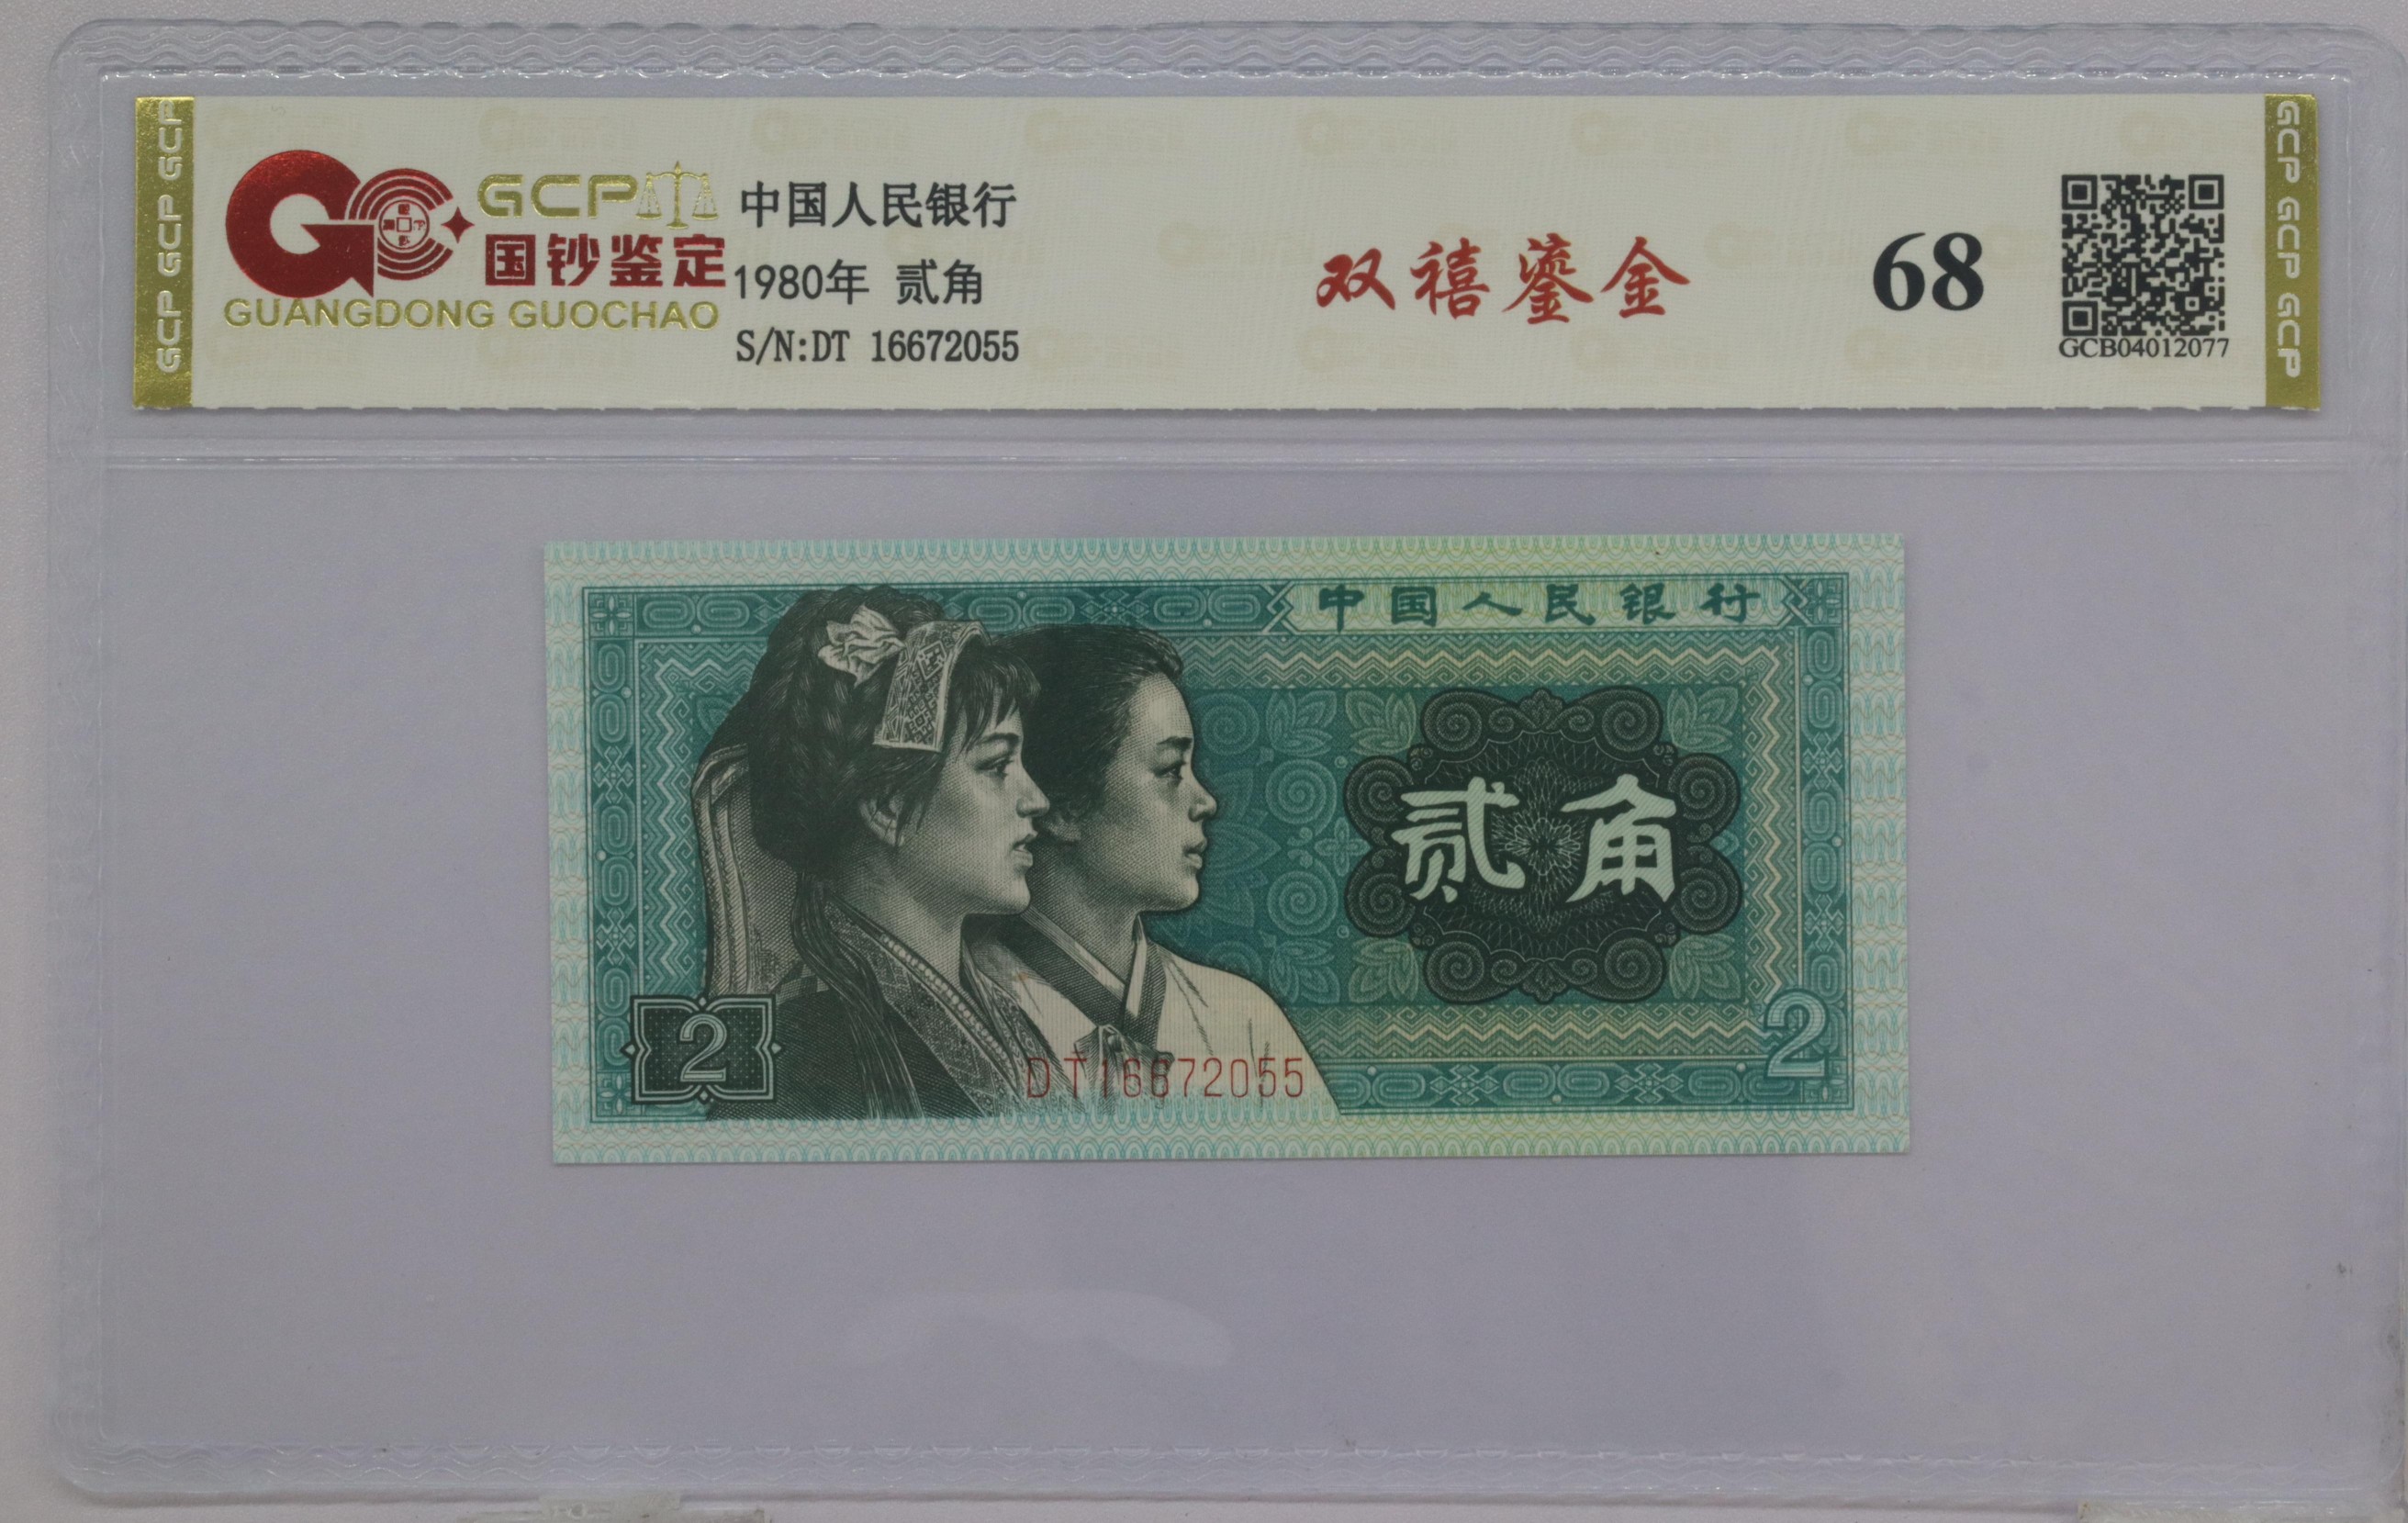 GCP GCP GCP
GCP
国钞鉴定
GUANGDONG GUOCHAO
中国人民银行
1980年 贰角
S/N:DT 16672055
双禧鎏金
68
GCB04012077
GCP GCP GCP
中国人民银行
贰角
2
2
DT16672055